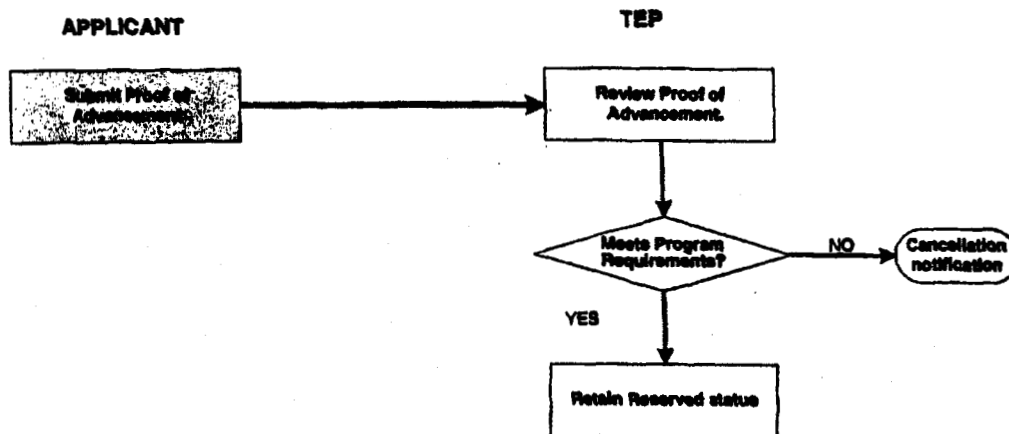 APPLICANT
TEP
Submit Proof of
Advancement.
Review Proof of
Advancement.
Meets Program
Requirements?
NO
Cancellation
notification
YES
Retain Reserved status